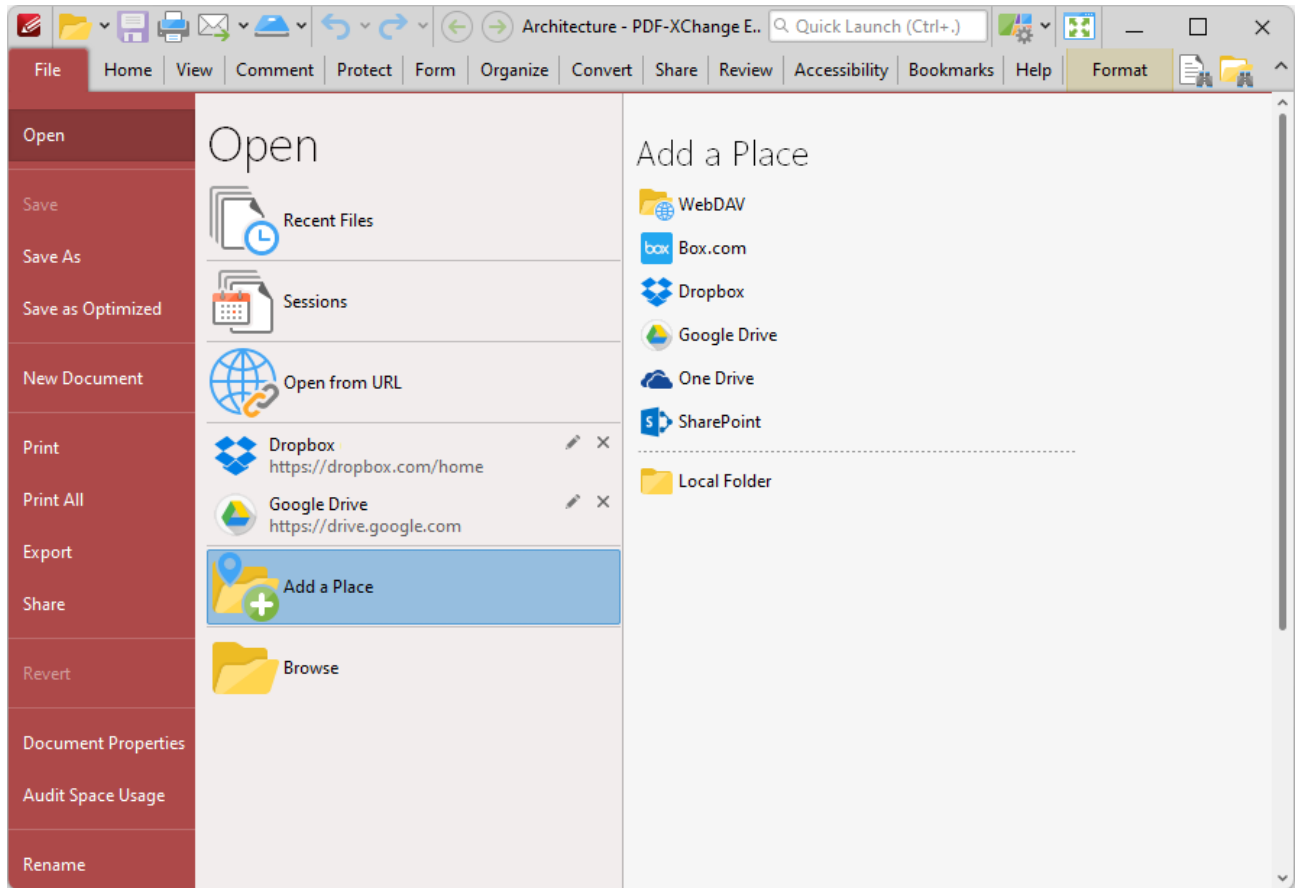 Architecture - PDF-XChange E..
Quick Launch (Ctrl+.)
File
Home
View
Comment
Protect
Form
Organize
Convert
Share
Review
Accessibility
Bookmarks
Help
Format
Open
Save
Save As
Save as Optimized
New Document
Print
Print All
Export
Share
Revert
Document Properties
Audit Space Usage
Rename
Open
Recent Files
Sessions
Open from URL
Dropbox
https://dropbox.com/home
Google Drive
https://drive.google.com
Add a Place
Browse
Add a Place
WebDAV
box
Box.com
Dropbox
Google Drive
One Drive
S
SharePoint
Local Folder